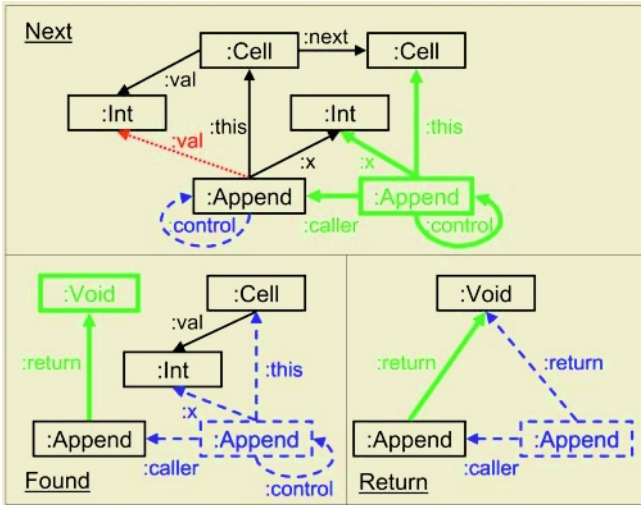 Next
:Cell
:next
:Cell
:val
:Int
:this
:Int
:this
:val
:x
:x
:Append
:Append
:control
:caller
:control
:Void
:Cell
:val
:return
:Int
:this
:x
:Append
:Append
:caller
:control
Found
:Void
:return
:return
:Append
:Append
:caller
Return